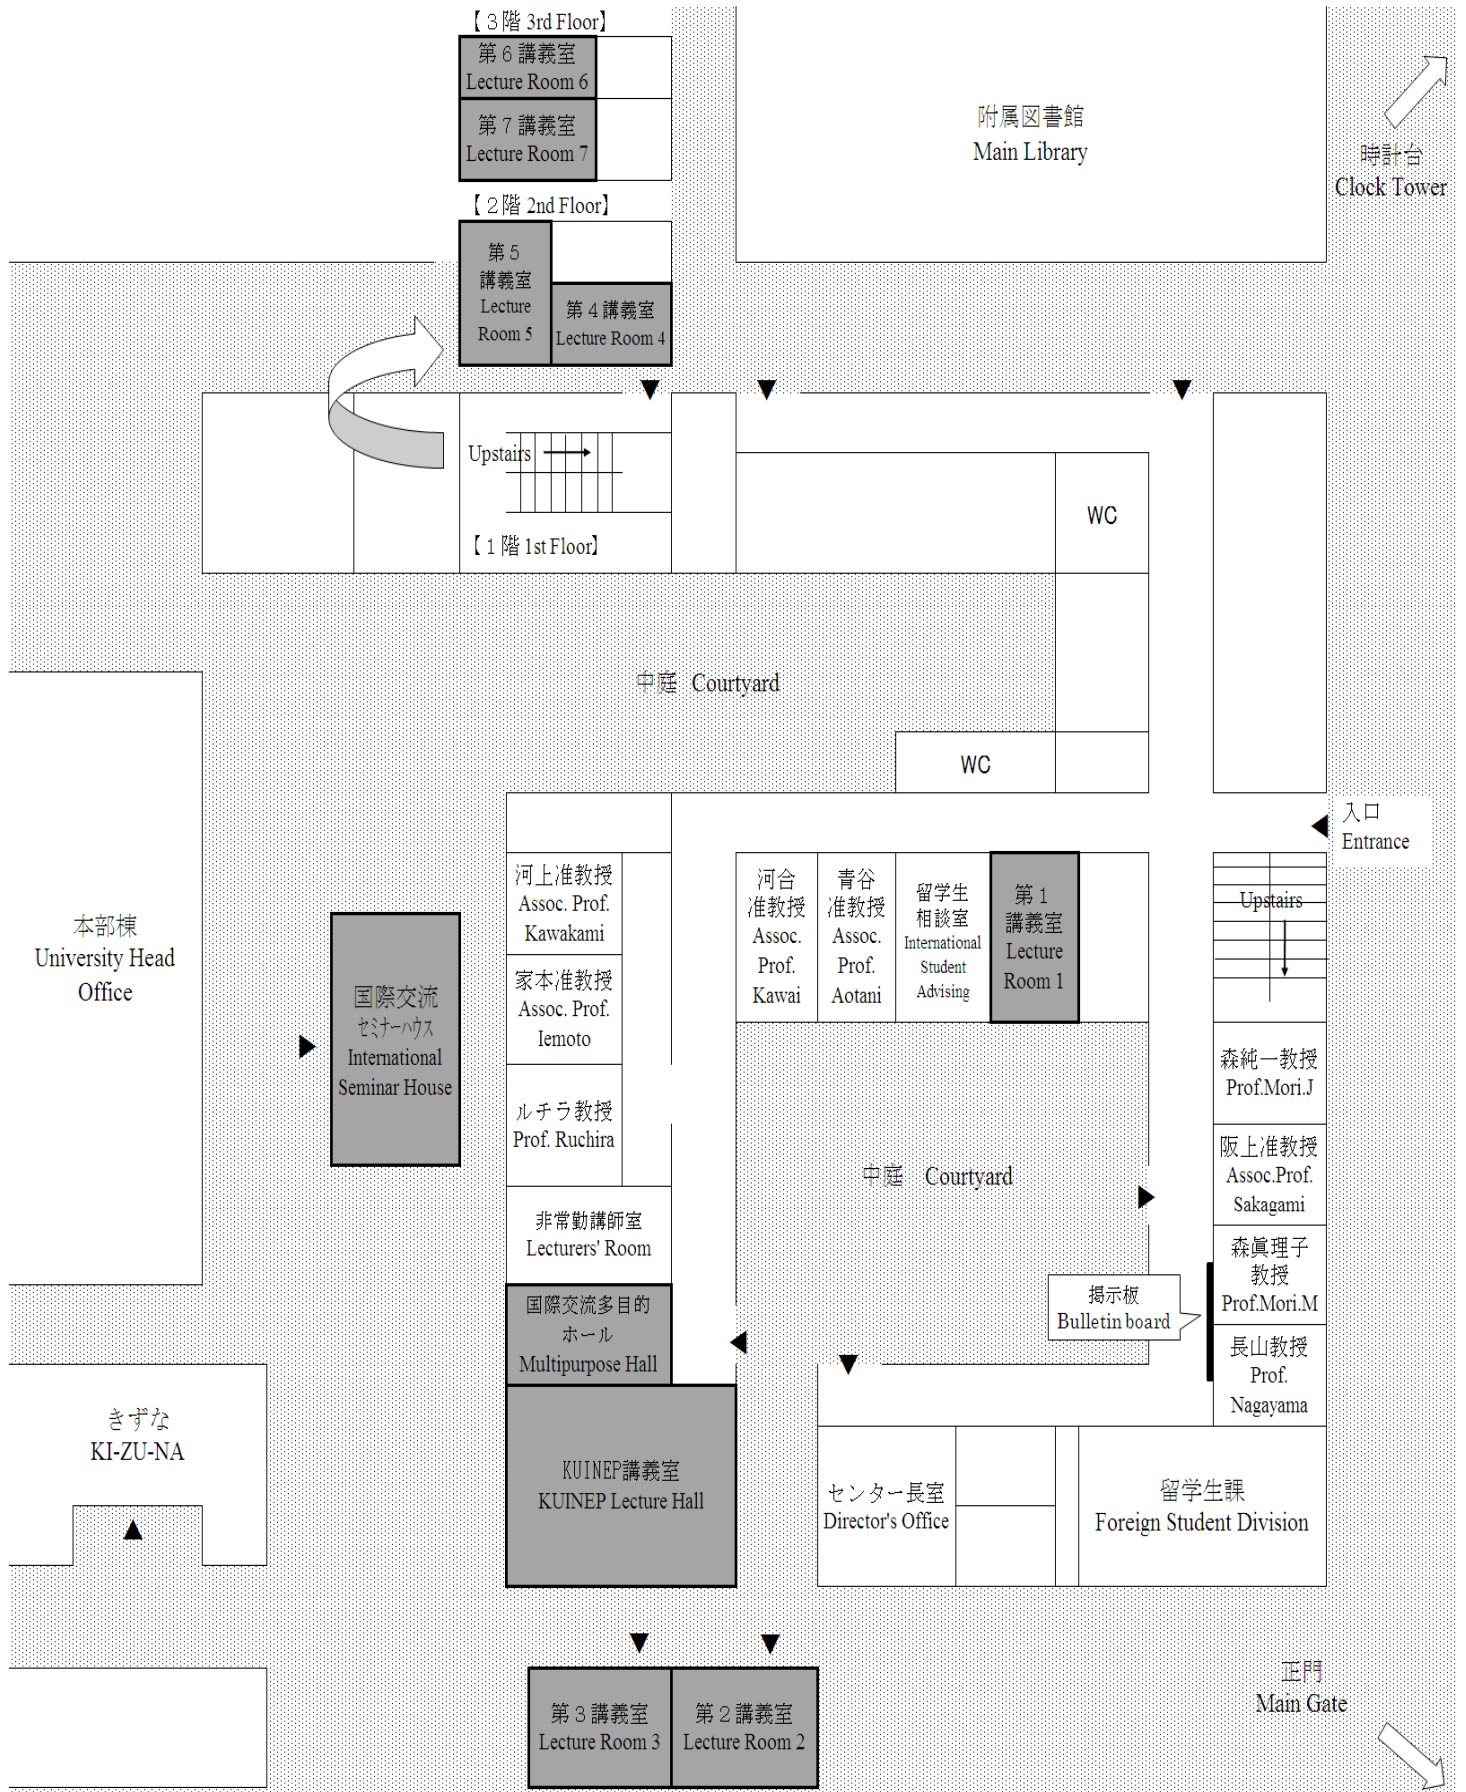 【３階 3rd Floor】
第６講義室
Lecture Room 6
第７講義室
Lecture Room 7
【２階 2nd Floor】
第５
講義室
Lecture
Room 5
第４講義室
Lecture Room 4
附属図書館
Main Library
時計台
Clock Tower
Upstairs
【１階 1st Floor】
WC
中庭 Courtyard
WC
入口
Entrance
本部棟
University Head
Office
国際交流
セミナーハウス
International
Seminar House
河上准教授
Assoc. Prof.
Kawakami
家本准教授
Assoc. Prof.
Iemoto
ルチラ教授
Prof. Ruchira
非常勤講師室
Lecturers' Room
国際交流多目的
ホール
Multipurpose Hall
KUINEP講義室
KUINEP Lecture Hall
河合
准教授
Assoc.
Prof.
Kawai
青谷
准教授
Assoc.
Prof.
Aotani
留学生
相談室
International
Student
Advising
第１
講義室
Lecture
Room 1
Upstairs
森純一教授
Prof.Mori.J
阪上准教授
Assoc.Prof.
Sakagami
森眞理子
教授
Prof.Mori.M
長山教授
Prof.
Nagayama
中庭 Courtyard
掲示板
Bulletin board
きずな
KI-ZU-NA
センター長室
Director's Office
留学生課
Foreign Student Division
第３講義室
Lecture Room 3
第２講義室
Lecture Room 2
正門
Main Gate